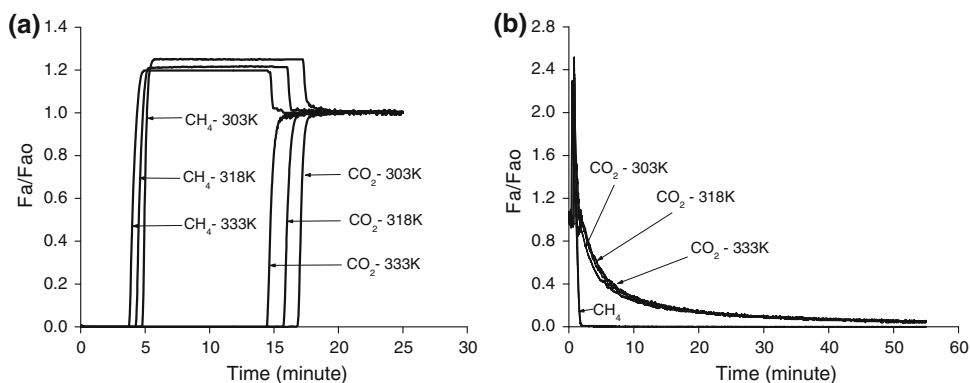 (a)
1.4
1.2
1.0
0.8
0.6
0.4
0.2
0.0
Fa/Fao
CH₄- 303K
CH₄- 318K
CH₄- 333K
CO₂- 303K
CO₂- 318K
CO₂- 333K
0 5 10 15 20 25 30
Time (minute)
(b)
2.8
2.4
2.0
1.6
1.2
0.8
0.4
0.0
Fa/Fao
CO₂- 303K
CO₂- 318K
CO₂- 333K
CH₄
0 10 20 30 40 50 60
Time (minute)